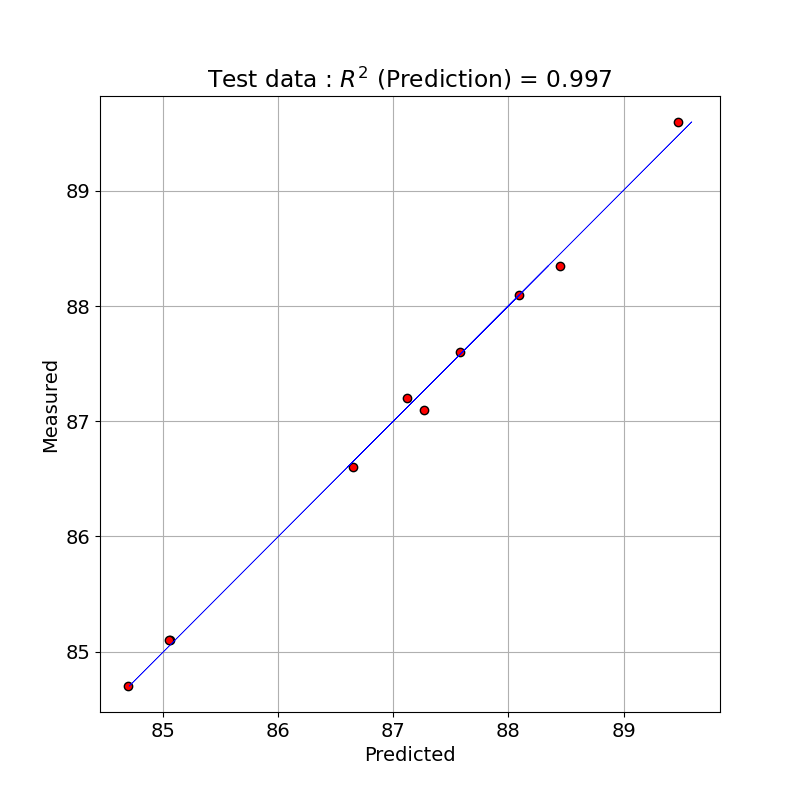 Test data : R² (Prediction) = 0.997
89
88
87
86
85
Measured
85 86 87 88 89
Predicted